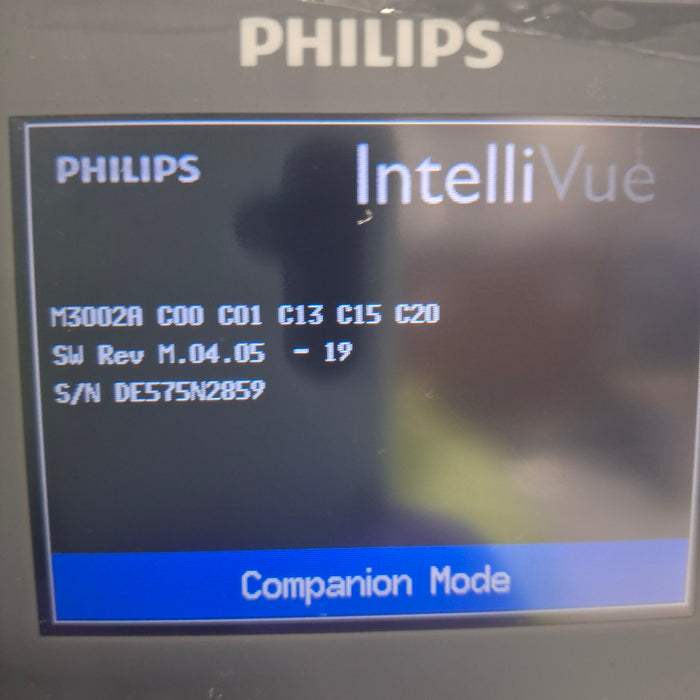 PHILIPS
PHILIPS IntelliVue
M3002A C00 C01 C13 C15 C20
SW Rev M.04.05 - 19
S/N DE575N2859
Companion Mode